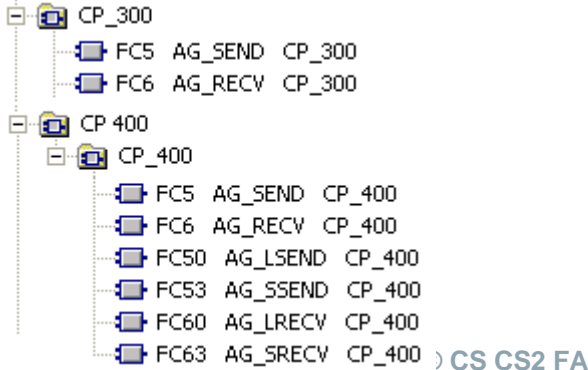 CP_300
FC5 AG_SEND CP_300
FC6 AG_RECV CP_300
CP 400
CP_400
FC5 AG_SEND CP_400
FC6 AG_RECV CP_400
FC50 AG_LSEND CP_400
FC53 AG_SSEND CP_400
FC60 AG_LRECV CP_400
FC63 AG_SRECV CP_400
© CS CS2 FA